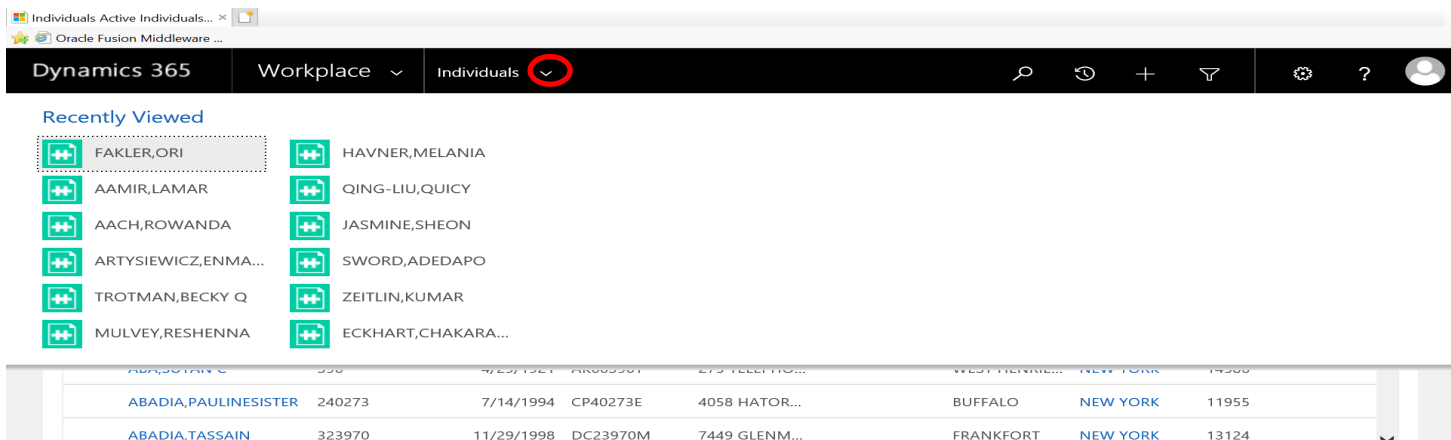 Individuals Active Individuals... ×
Oracle Fusion Middleware ...
Dynamics 365 Workplace Individuals ?
Recently Viewed
FAKLER,ORI HAVNER,MELANIA
AAMIR,LAMAR QING-LIU,QUICY
AACH,ROWANDA JASMINE,SHEON
ARTYSIEWICZ,ENMA... SWORD,ADEDAPO
TROTMAN,BECKY Q ZEITLIN,KUMAR
MULVEY,RESHENNA ECKHART,CHAKARA...
NEW YORK
ABADIA,PAULINESISTER 240273 7/14/1994 CP40273E 4058 HATOR... BUFFALO NEW YORK 11955
ABADIA,TASSAIN 323970 11/29/1998 DC23970M 7449 GLENM... FRANKFORT NEW YORK 13124